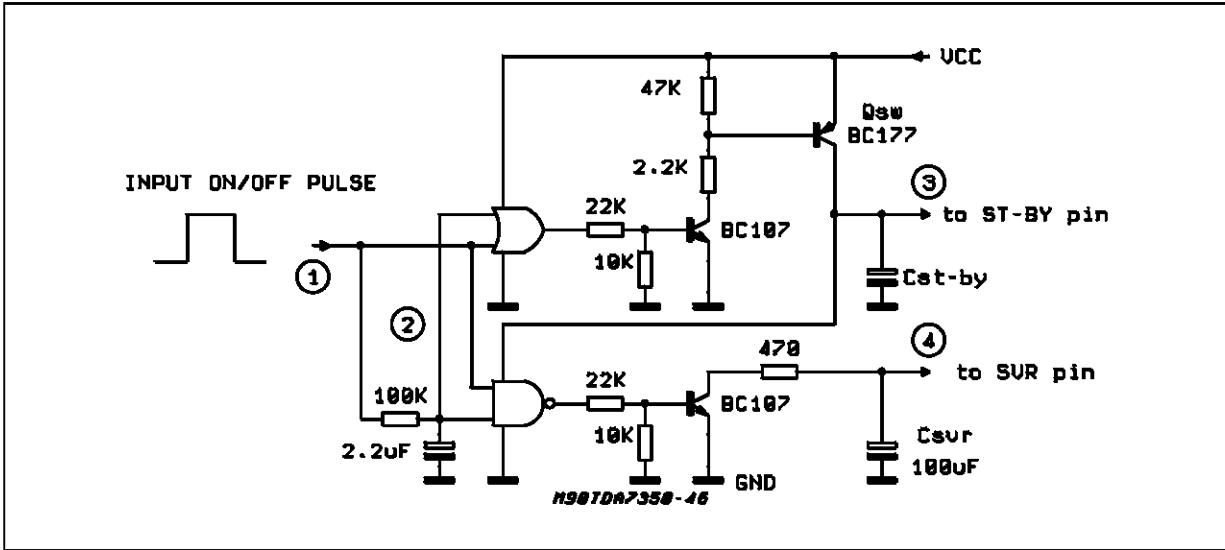 VCC
47K
Qsw
BC177
2.2K
INPUT ON/OFF PULSE
3
to ST-BY pin
22K
BC107
10K
1
Cst-by
2
4
470
to SVR pin
100K
22K
BC107
10K
2.2uF
Csvr
100uF
GND
M90TDA7350-46